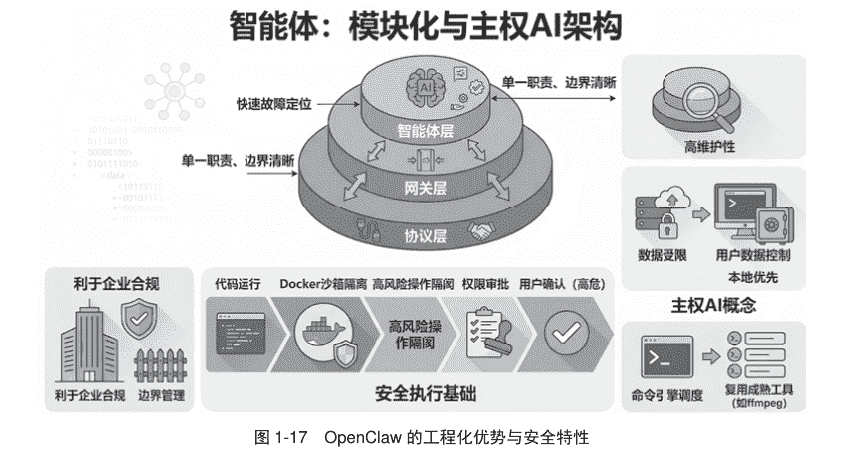 智能体：模块化与主权AI架构
快速故障定位
单一职责、边界清晰
AI
智能体层
单一职责、边界清晰
网关层
协议层
高维护性
数据受限
用户数据控制
本地优先
主权AI概念
命令引擎调度
复用成熟工具
(如ffmpeg)
利于企业合规
利于企业合规
边界管理
代码运行
Docker沙箱隔离
高风险操作隔阂
权限审批
用户确认（高危）
高风险操
作隔阂
安全执行基础
图 1-17 OpenClaw 的工程化优势与安全特性